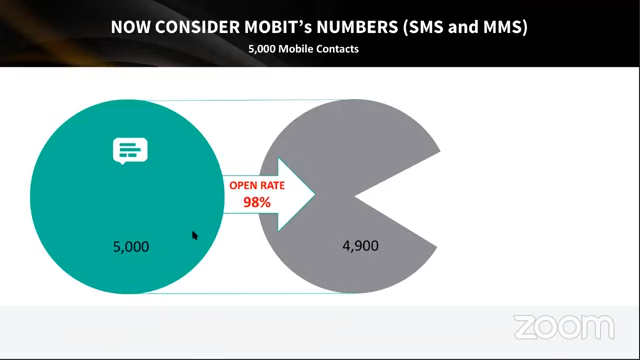 NOW CONSIDER MOBIT's NUMBERS (SMS and MMS)
5,000 Mobile Contacts
OPEN RATE
98%
5,000
4,900
zoom